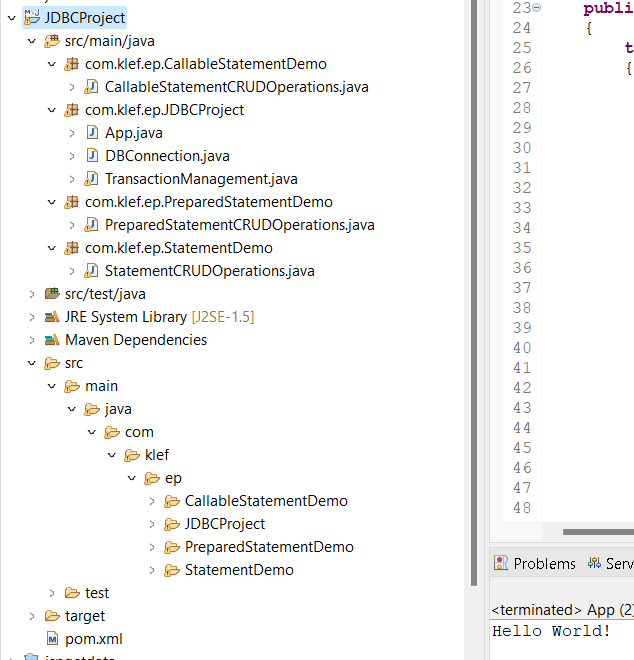 JDBCProject
src/main/java
com.klef.ep.CallableStatementDemo
CallableStatementCRUDOperations.java
com.klef.ep.JDBCProject
App.java
DBConnection.java
TransactionManagement.java
com.klef.ep.PreparedStatementDemo
PreparedStatementCRUDOperations.java
com.klef.ep.StatementDemo
StatementCRUDOperations.java
src/test/java
JRE System Library [J2SE-1.5]
Maven Dependencies
src
main
java
com
klef
ep
CallableStatementDemo
JDBCProject
PreparedStatementDemo
StatementDemo
test
target
pom.xml
23 publi
24 {
25 t
26 {
27
28
29
30
31
32
33
34
35
36
37
38
39
40
41
42
43
44
45
46
47
48
Problems Serv
<terminated> App (2)
Hello World!